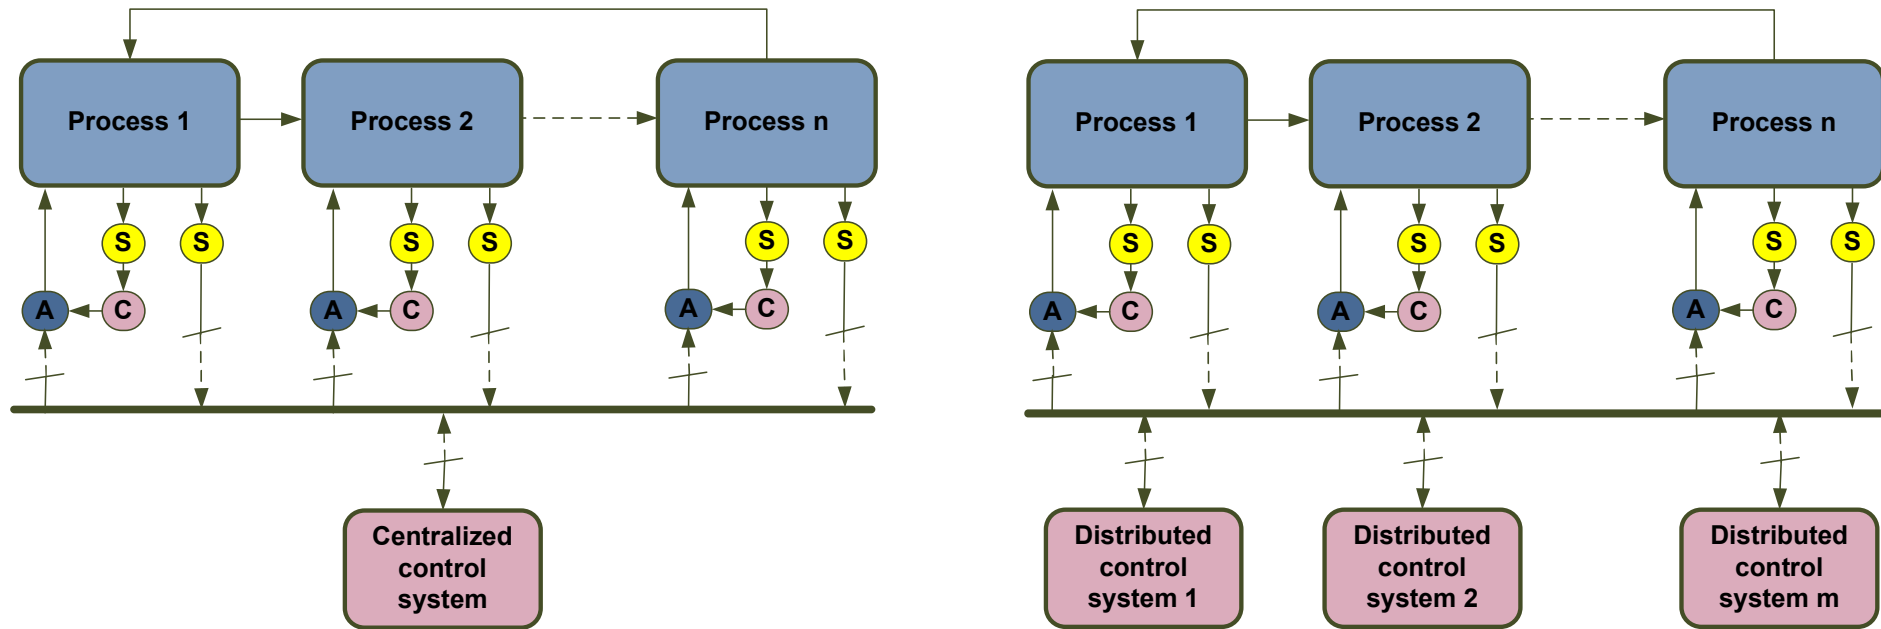 Process 1
Process 2
Process n
S
S
S
S
S
S
A
C
A
C
A
C
Centralized
control
system
Process 1
Process 2
Process n
S
S
S
S
S
S
A
C
A
C
A
C
Distributed
control
system 1
Distributed
control
system 2
Distributed
control
system m